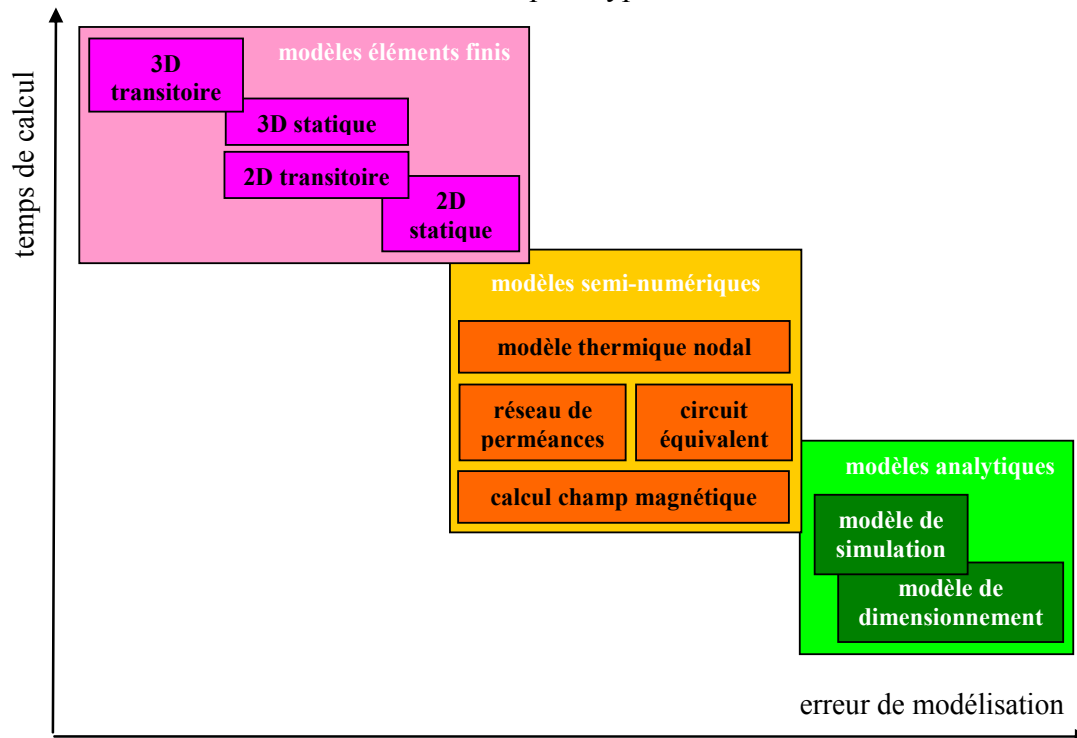 temps de calcul
modèles éléments finis
3D
transitoire
3D statique
2D transitoire
2D
statique
modèles semi-numériques
modèle thermique nodal
réseau de
perméances
circuit
équivalent
calcul champ magnétique
modèles analytiques
modèle de
simulation
modèle de
dimensionnement
erreur de modélisation